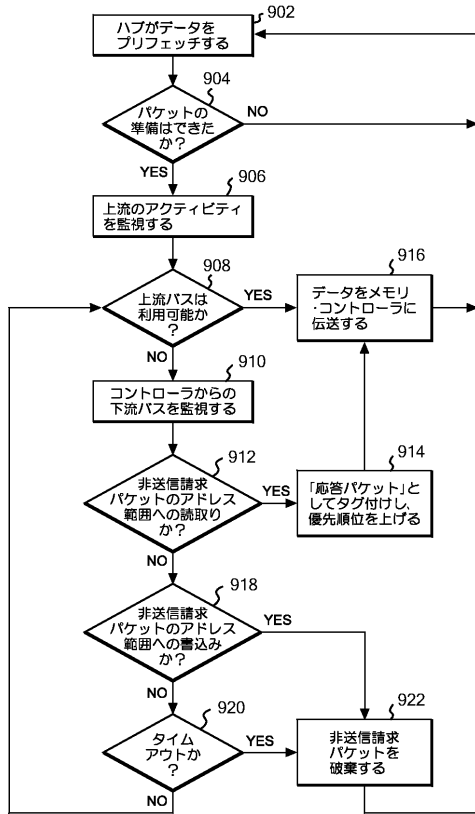 902
ハブがデータを
プリフェッチする
904
パケットの
準備はできた
か?
NO
YES
906
上流のアクティビティ
を監視する
908
上流バスは
利用可能か
?
YES
NO
916
データをメモリ
・コントローラに
伝送する
910
コントローラからの
下流バスを監視する
912
非送信請求
パケットのアドレス
範囲への読取り
か?
YES
NO
914
「応答パケット」と
してタグ付けし、
優先順位を上げる
918
非送信請求
パケットのアドレス
範囲への書込み
か?
YES
NO
920
タイム
アウトか
?
YES
NO
922
非送信請求
パケットを
破棄する